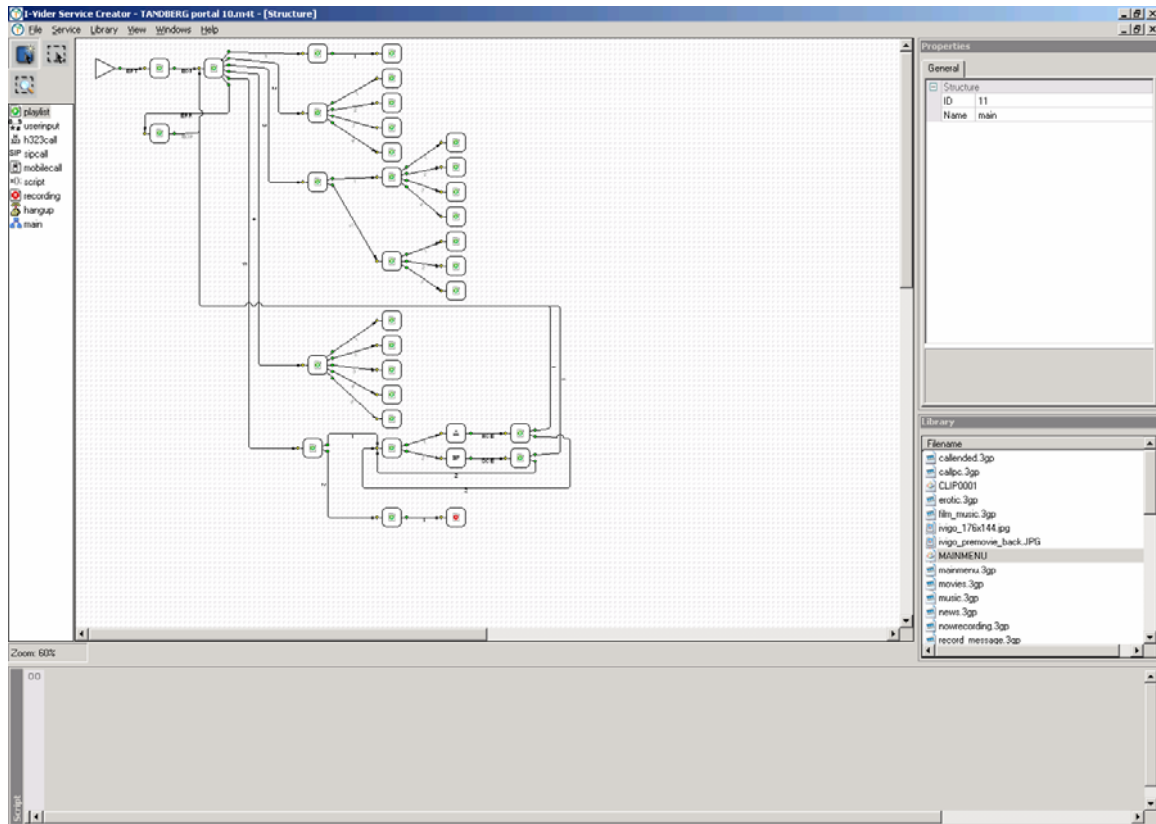 I-Vider Service Creator - TANDBERG portal 10.m4t - [Structure]
File Service Library View Windows Help
playlist
userinput
h323call
SIP sipcall
mobilecall
script
recording
hangup
main
Zoom: 60%
Properties
General
Structure
ID 11
Name main
Library
Filename
callended.3gp
callpc.3gp
CLIP0001
erotic.3gp
film_music.3gp
ivigo_176x144.jpg
ivigo_premovie_back.JPG
MAINMENU
mainmenu.3gp
movies.3gp
music.3gp
news.3gp
nowrecording.3gp
record_message.3gp
00
Script